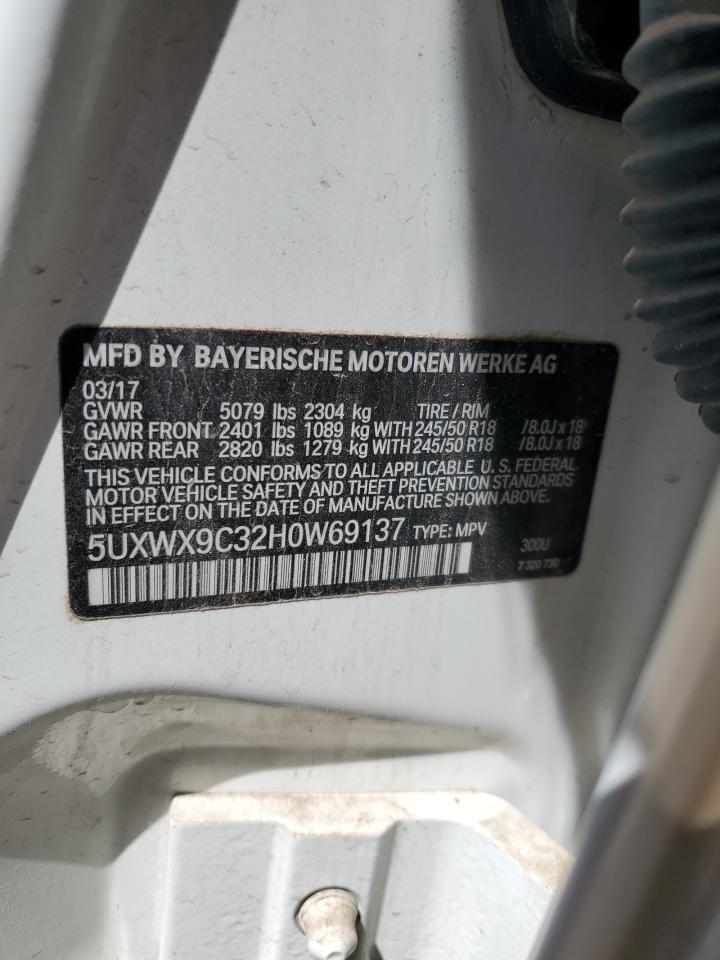 MFD BY BAYERISCHE MOTOREN WERKE AG
03/17
GVWR 5079 lbs 2304 kg TIRE / RIM
GAWR FRONT 2401 lbs 1089 kg WITH 245/50 R18 /8.0J x 18
GAWR REAR 2820 lbs 1279 kg WITH 245/50 R18 /8.0J x 18
THIS VEHICLE CONFORMS TO ALL APPLICABLE U.S. FEDERAL
MOTOR VEHICLE SAFETY AND THEFT PREVENTION STANDARDS
IN EFFECT ON THE DATE OF MANUFACTURE SHOWN ABOVE.
5UXWX9C32H0W69137 TYPE: MPV 300U
7 320 730